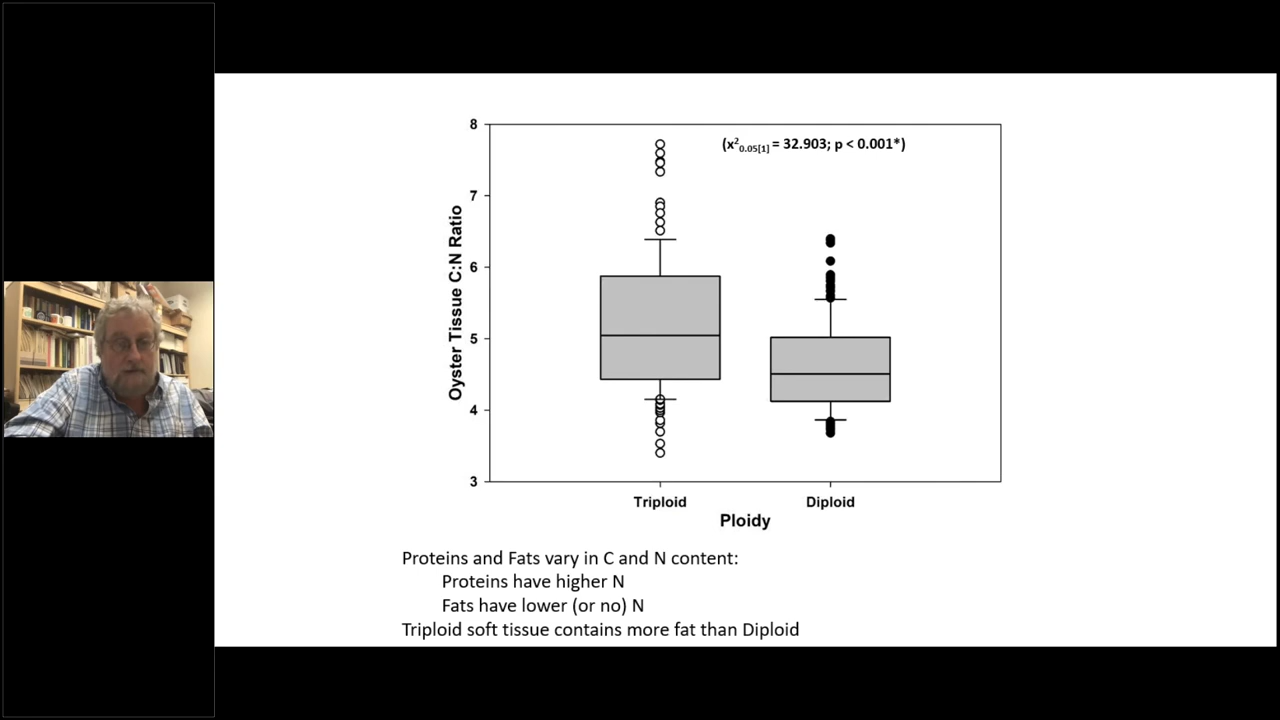 8
(x²₀.₀₅[₁] = 32.903; p < 0.001*)
7
6
5
4
3
Oyster Tissue C:N Ratio
Triploid Diploid
Ploidy
Proteins and Fats vary in C and N content:
Proteins have higher N
Fats have lower (or no) N
Triploid soft tissue contains more fat than Diploid